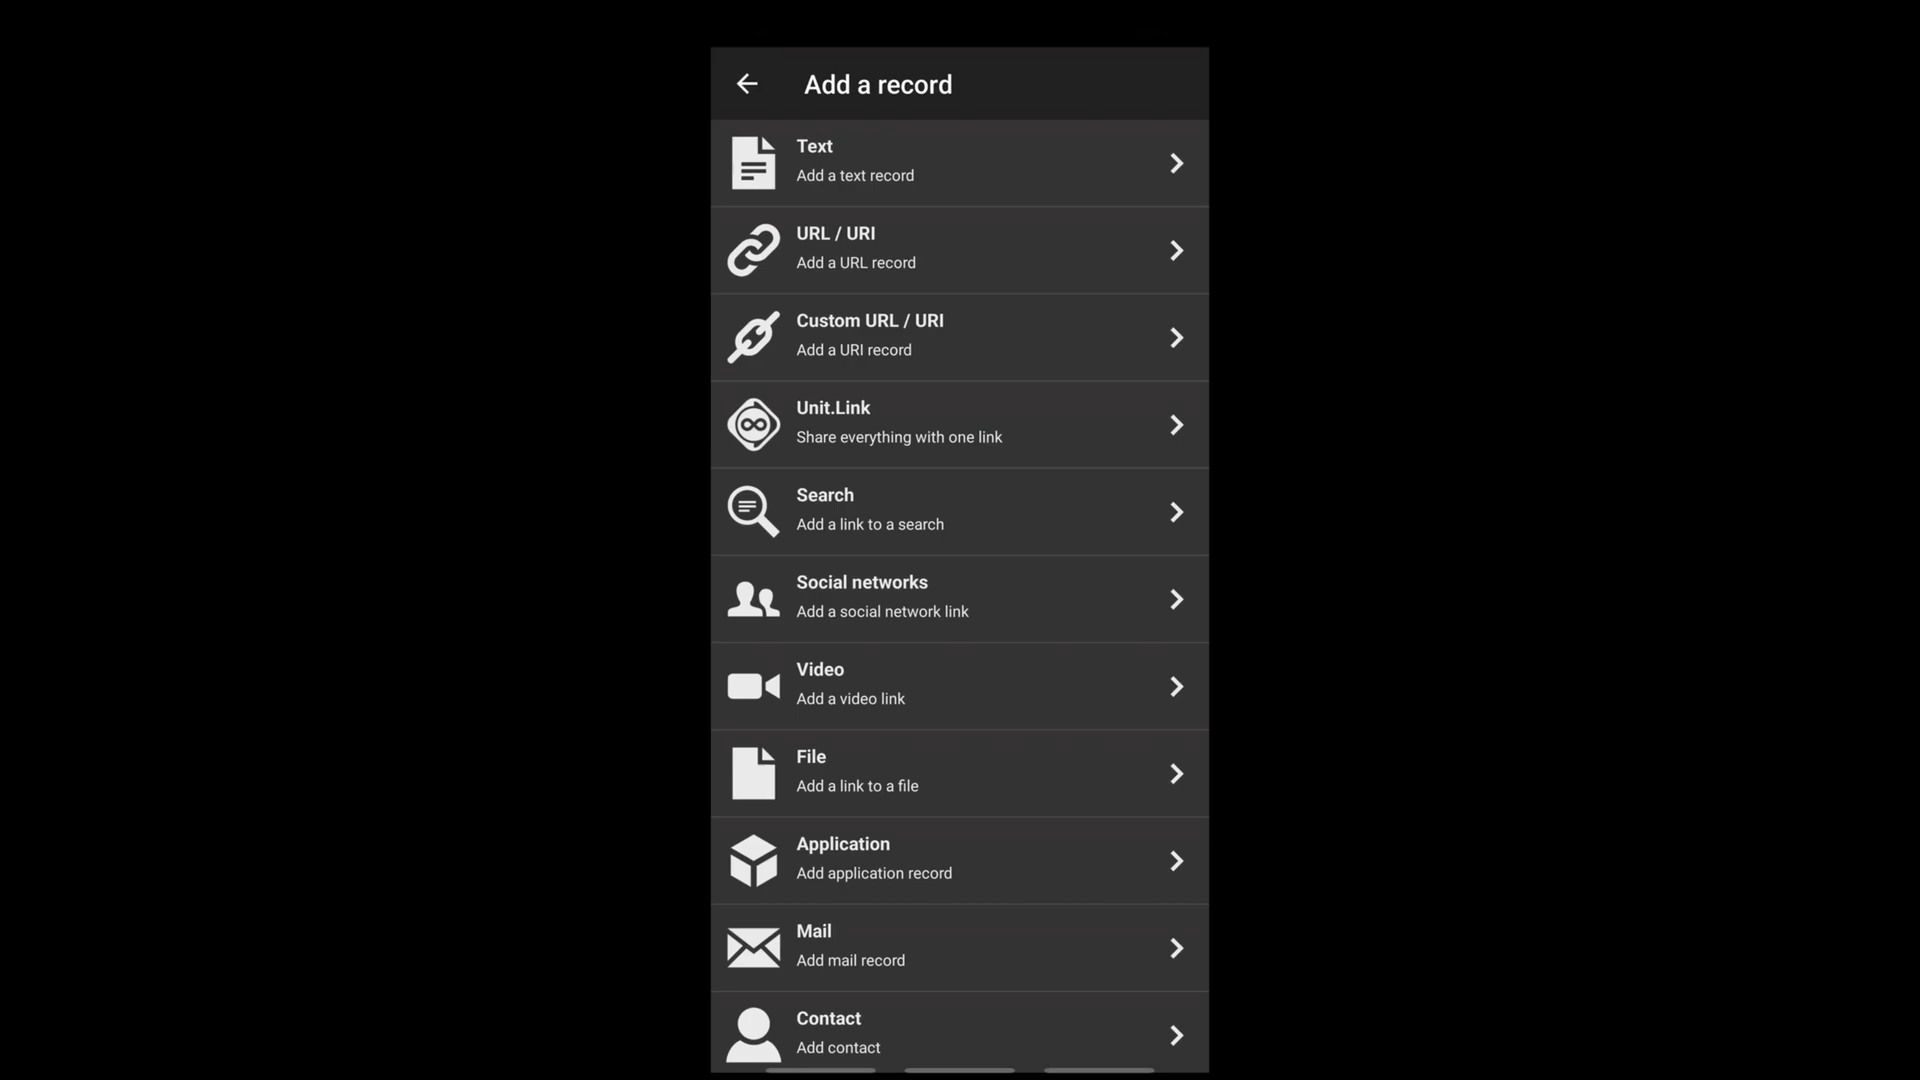 Add a record
Text
Add a text record
URL / URI
Add a URL record
Custom URL / URI
Add a URI record
Unit.Link
Share everything with one link
Search
Add a link to a search
Social networks
Add a social network link
Video
Add a video link
File
Add a link to a file
Application
Add application record
Mail
Add mail record
Contact
Add contact